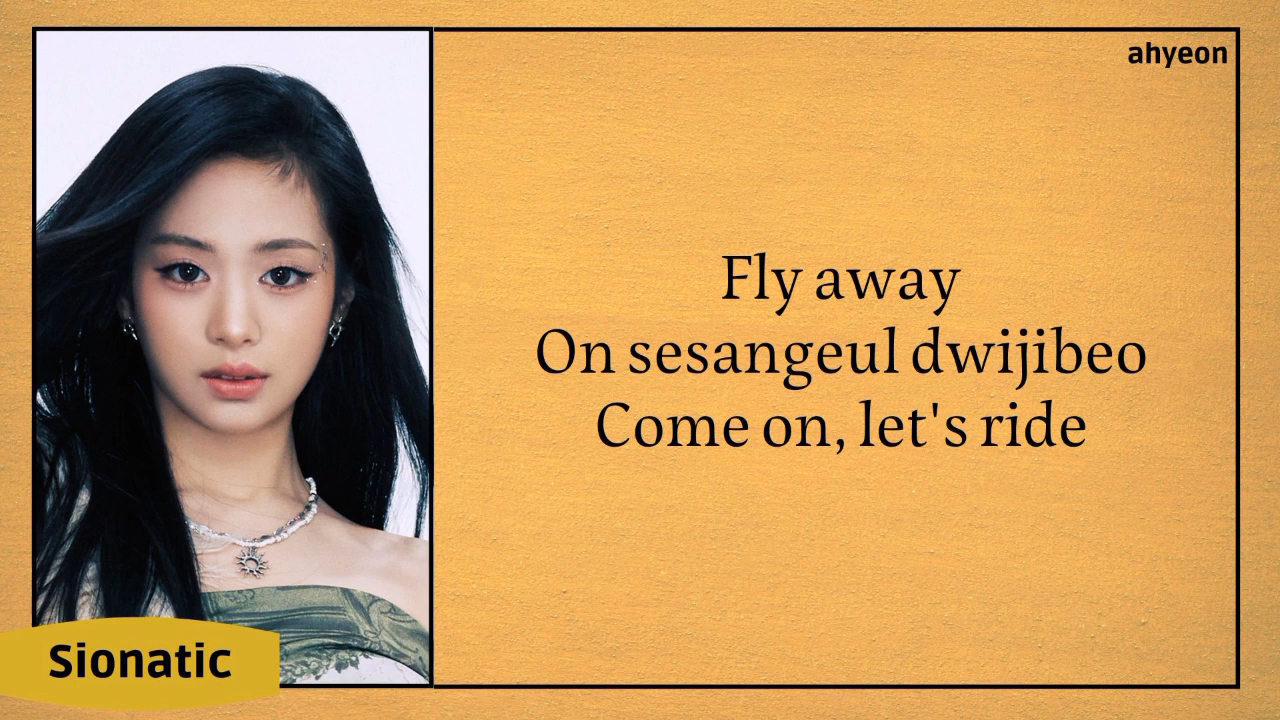 ahyeon
Fly away
On sesangeul dwijibeo
Come on, let's ride
Sionatic